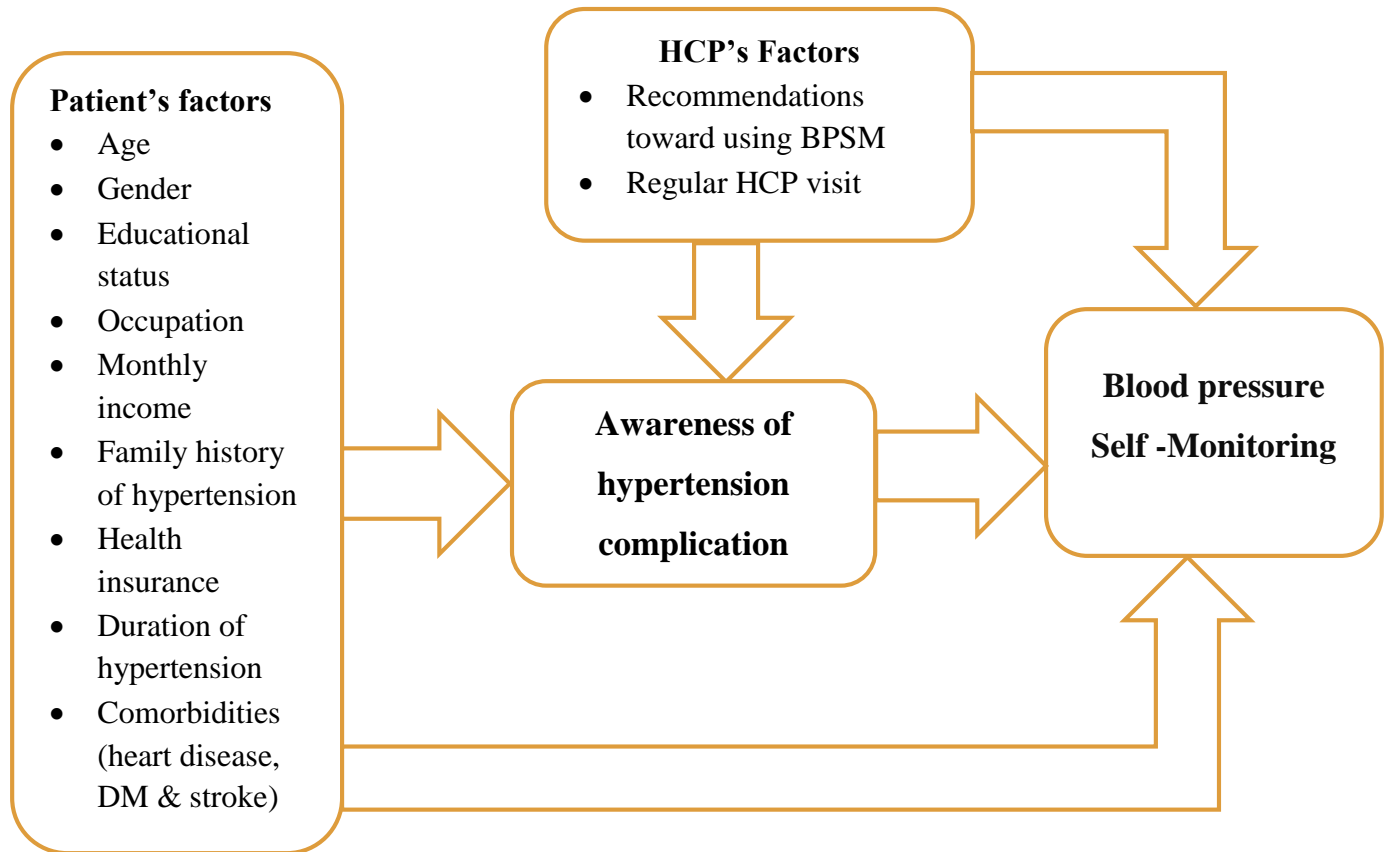 Patient’s factors
• Age
• Gender
• Educational
status
• Occupation
• Monthly
income
• Family history
of hypertension
• Health
insurance
• Duration of
hypertension
• Comorbidities
(heart disease,
DM & stroke)
HCP’s Factors
• Recommendations
toward using BPSM
• Regular HCP visit
Awareness of
hypertension
complication
Blood pressure
Self -Monitoring